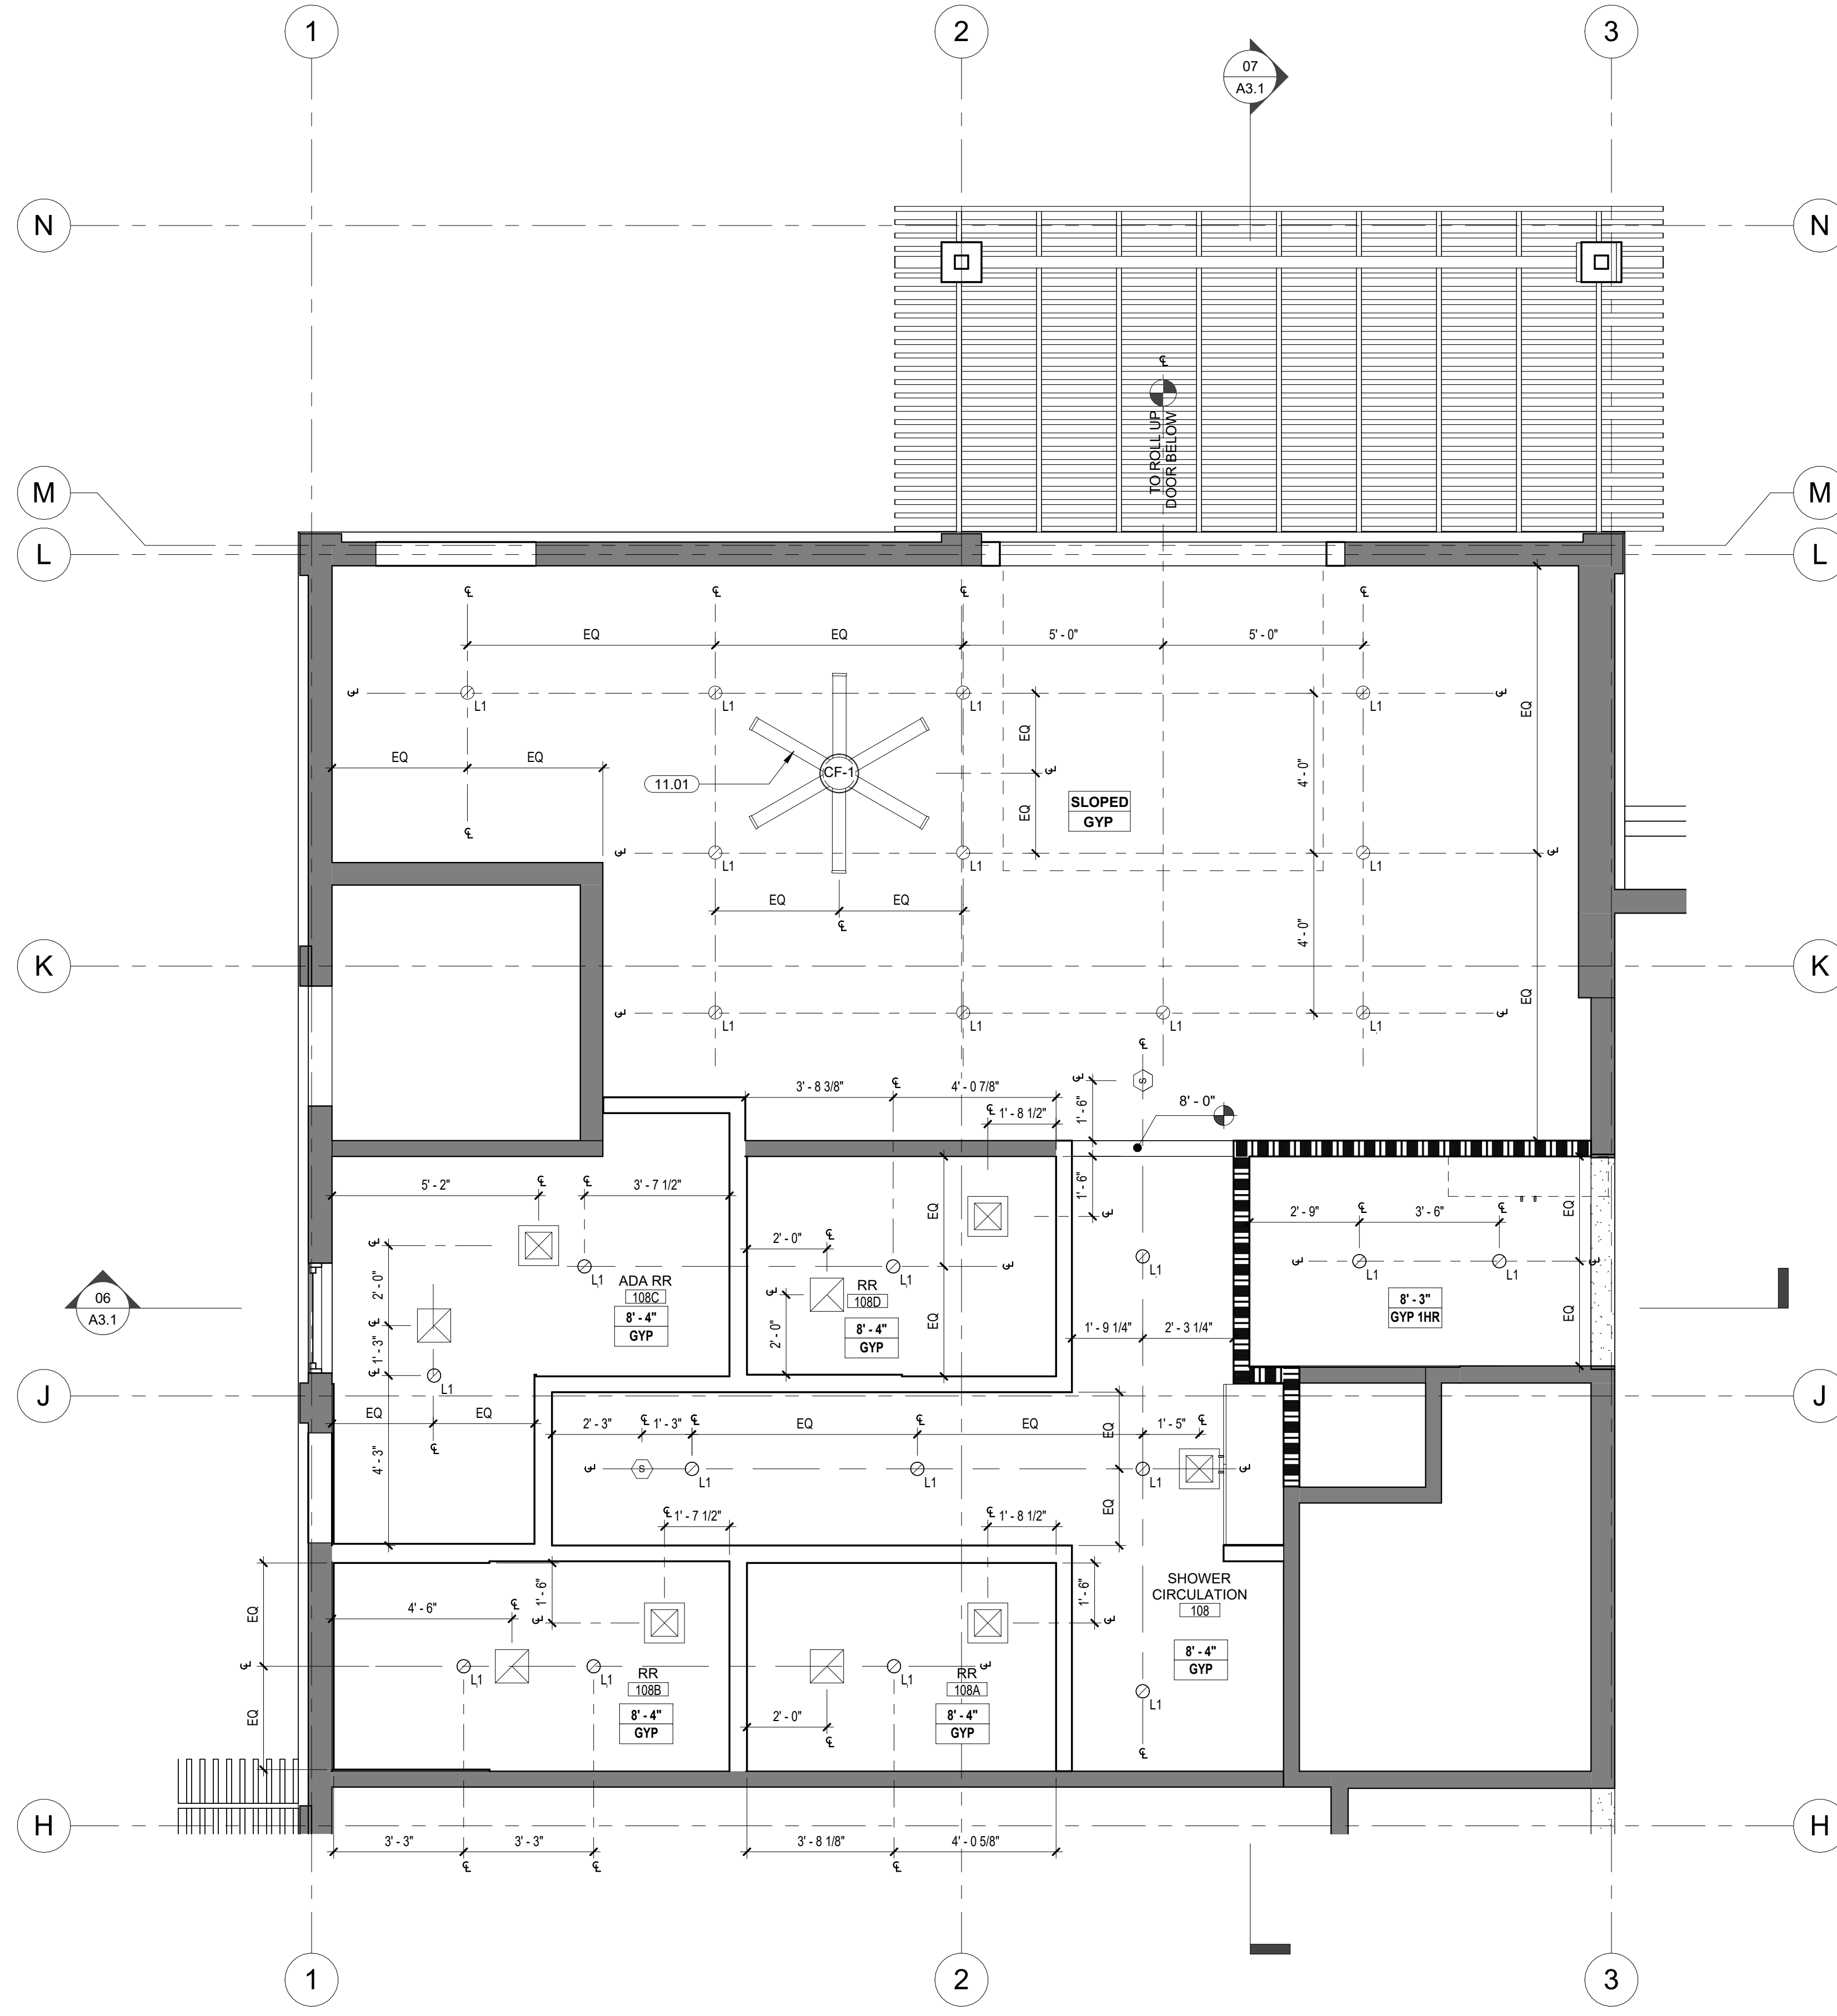 1
2
3
07
A3.1
N
N
℄
TO ROLL UP
DOOR BELOW
M
M
L
L
℄
℄
℄
℄
EQ
EQ
5' - 0"
5' - 0"
℄
L1
L1
L1
L1
℄
EQ
EQ
EQ
EQ
4' - 0"
CF-1
11.01
℄
SLOPED
GYP
EQ
℄
℄
L1
L1
L1
℄
EQ
EQ
℄
4' - 0"
K
K
EQ
℄
L1
L1
L1
L1
℄
℄
℄
S
3' - 8 3/8"
℄
4' - 0 7/8"
℄
1' - 8 1/2"
1' - 6"
8' - 0"
5' - 2"
℄
℄
3' - 7 1/2"
EQ
1' - 6"
℄
2' - 9"
℄
3' - 6"
℄
EQ
℄
2' - 0"
℄
℄
L1
L1
L1
L1
L1
℄
℄
2' - 0"
ADA RR
108C
8' - 4"
GYP
℄
RR
108D
8' - 4"
GYP
2' - 0"
EQ
8' - 3"
GYP 1HR
EQ
06
A3.1
℄
1' - 3"
℄
L1
1' - 9 1/4"
2' - 3 1/4"
J
J
EQ
EQ
℄
4' - 3"
2' - 3"
℄
1' - 3"
℄
EQ
℄
EQ
EQ
℄
1' - 5"
℄
℄
S
L1
L1
L1
℄
EQ
℄
1' - 7 1/2"
℄
1' - 8 1/2"
EQ
4' - 6"
℄
1' - 6"
℄
1' - 6"
℄
SHOWER
CIRCULATION
108
8' - 4"
GYP
℄
L1
L1
RR
108B
8' - 4"
GYP
L1
℄
RR
108A
8' - 4"
GYP
L1
EQ
2' - 0"
℄
℄
H
H
3' - 3"
℄
3' - 3"
℄
3' - 8 1/8"
℄
4' - 0 5/8"
1
2
3